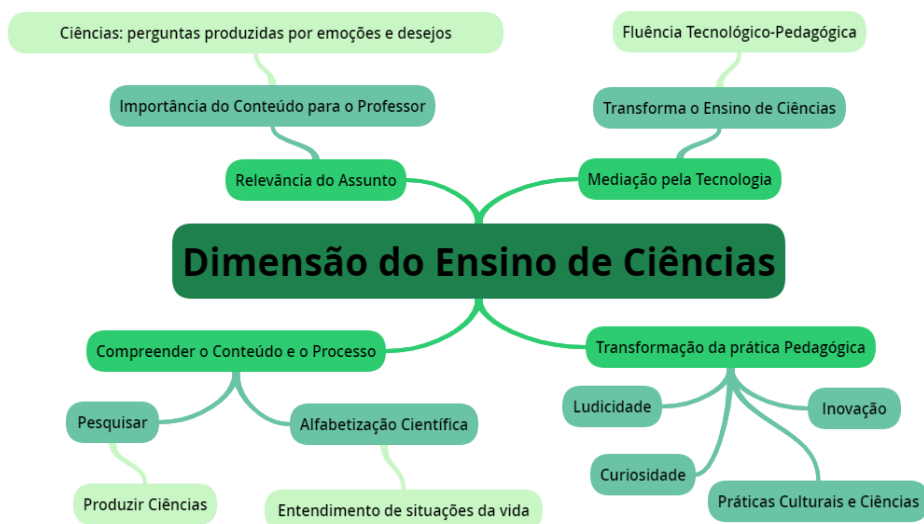 Ciências: perguntas produzidas por emoções e desejos
Fluência Tecnológico-Pedagógica
Importância do Conteúdo para o Professor
Transforma o Ensino de Ciências
Relevância do Assunto
Mediação pela Tecnologia
Dimensão do Ensino de Ciências
Compreender o Conteúdo e o Processo
Transformação da prática Pedagógica
Ludicidade
Inovação
Pesquisar
Alfabetização Científica
Curiosidade
Práticas Culturais e Ciências
Produzir Ciências
Entendimento de situações da vida